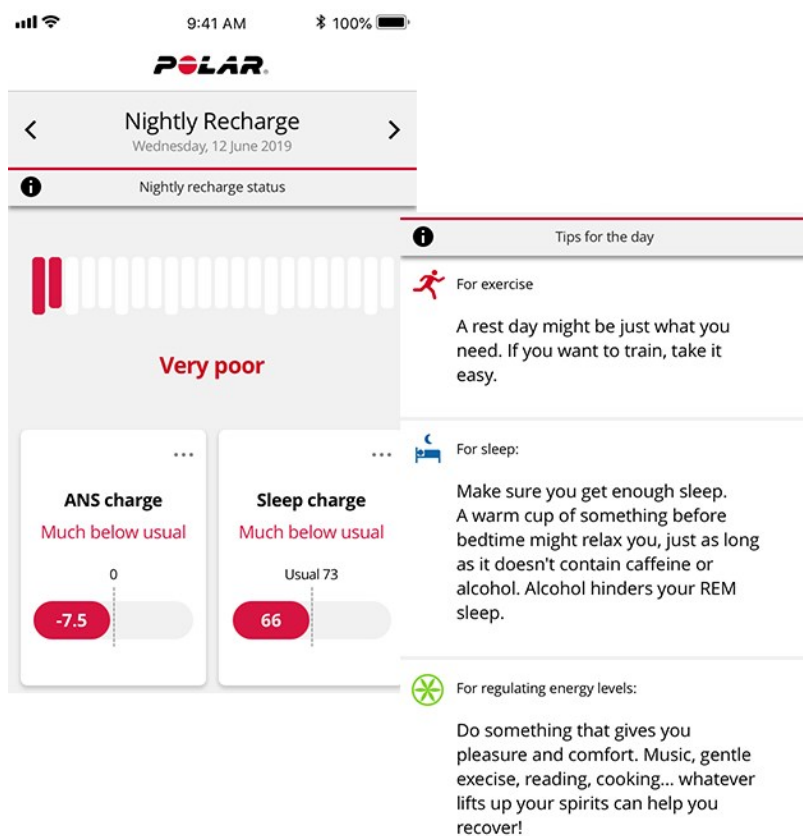 9:41 AM
100%
POLAR.
Nightly Recharge
Wednesday, 12 June 2019
Nightly recharge status
Very poor
ANS charge
Much below usual
0
-7.5
Sleep charge
Much below usual
Usual 73
66
Tips for the day
For exercise
A rest day might be just what you
need. If you want to train, take it
easy.
For sleep:
Make sure you get enough sleep.
A warm cup of something before
bedtime might relax you, just as long
as it doesn't contain caffeine or
alcohol. Alcohol hinders your REM
sleep.
For regulating energy levels:
Do something that gives you
pleasure and comfort. Music, gentle
execise, reading, cooking... whatever
lifts up your spirits can help you
recover!